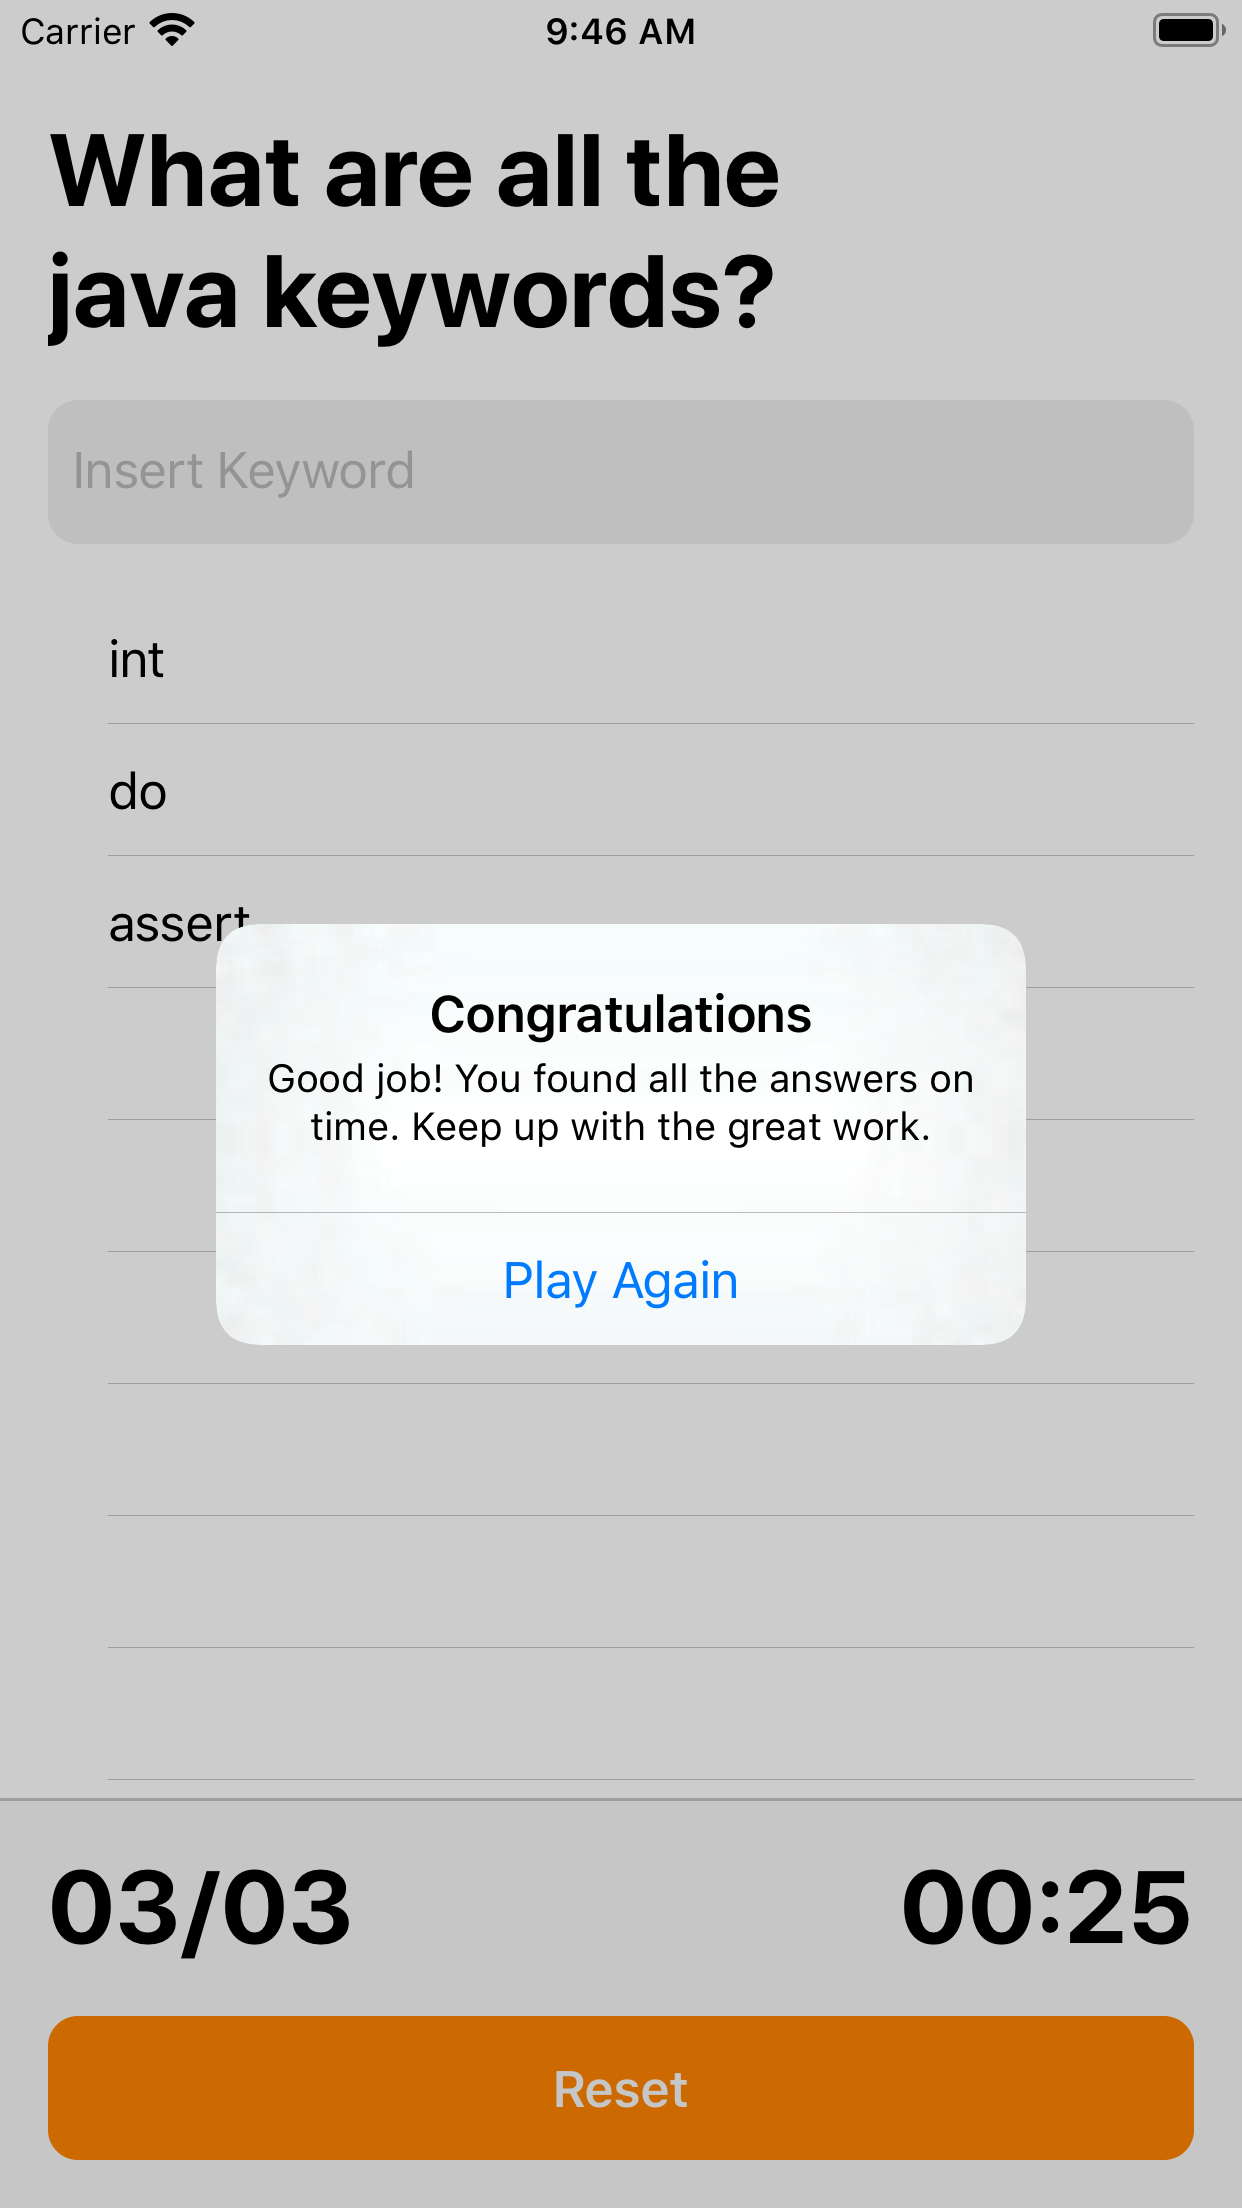 Carrier 9:46 AM
What are all the
java keywords?
Insert Keyword
int
do
assert
Congratulations
Good job! You found all the answers on
time. Keep up with the great work.
Play Again
03/03 00:25
Reset